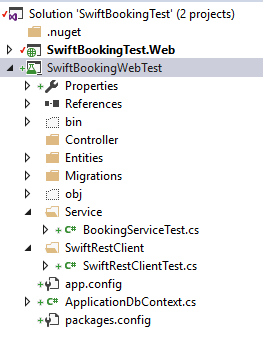 Solution 'SwiftBookingTest' (2 projects)
.nuget
SwiftBookingTest.Web
SwiftBookingWebTest
Properties
References
bin
Controller
Entities
Migrations
obj
Service
BookingServiceTest.cs
SwiftRestClient
SwiftRestClientTest.cs
app.config
ApplicationDbContext.cs
packages.config